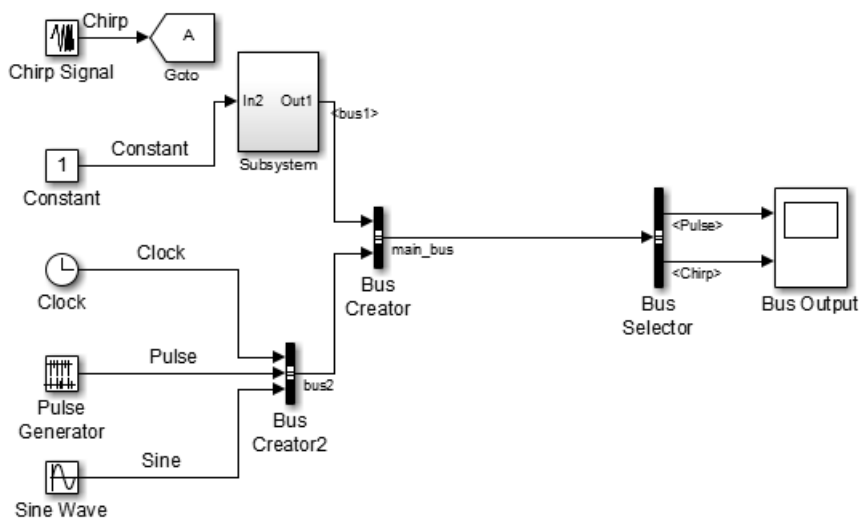 Chirp
A
Chirp Signal
Goto
In2
Out1
<bus1>
Constant
Subsystem
1
Constant
Clock
Clock
Pulse
Pulse
Generator
Sine
Sine Wave
bus2
Bus
Creator2
main_bus
Bus
Creator
<Pulse>
<Chirp>
Bus
Selector
Bus Output